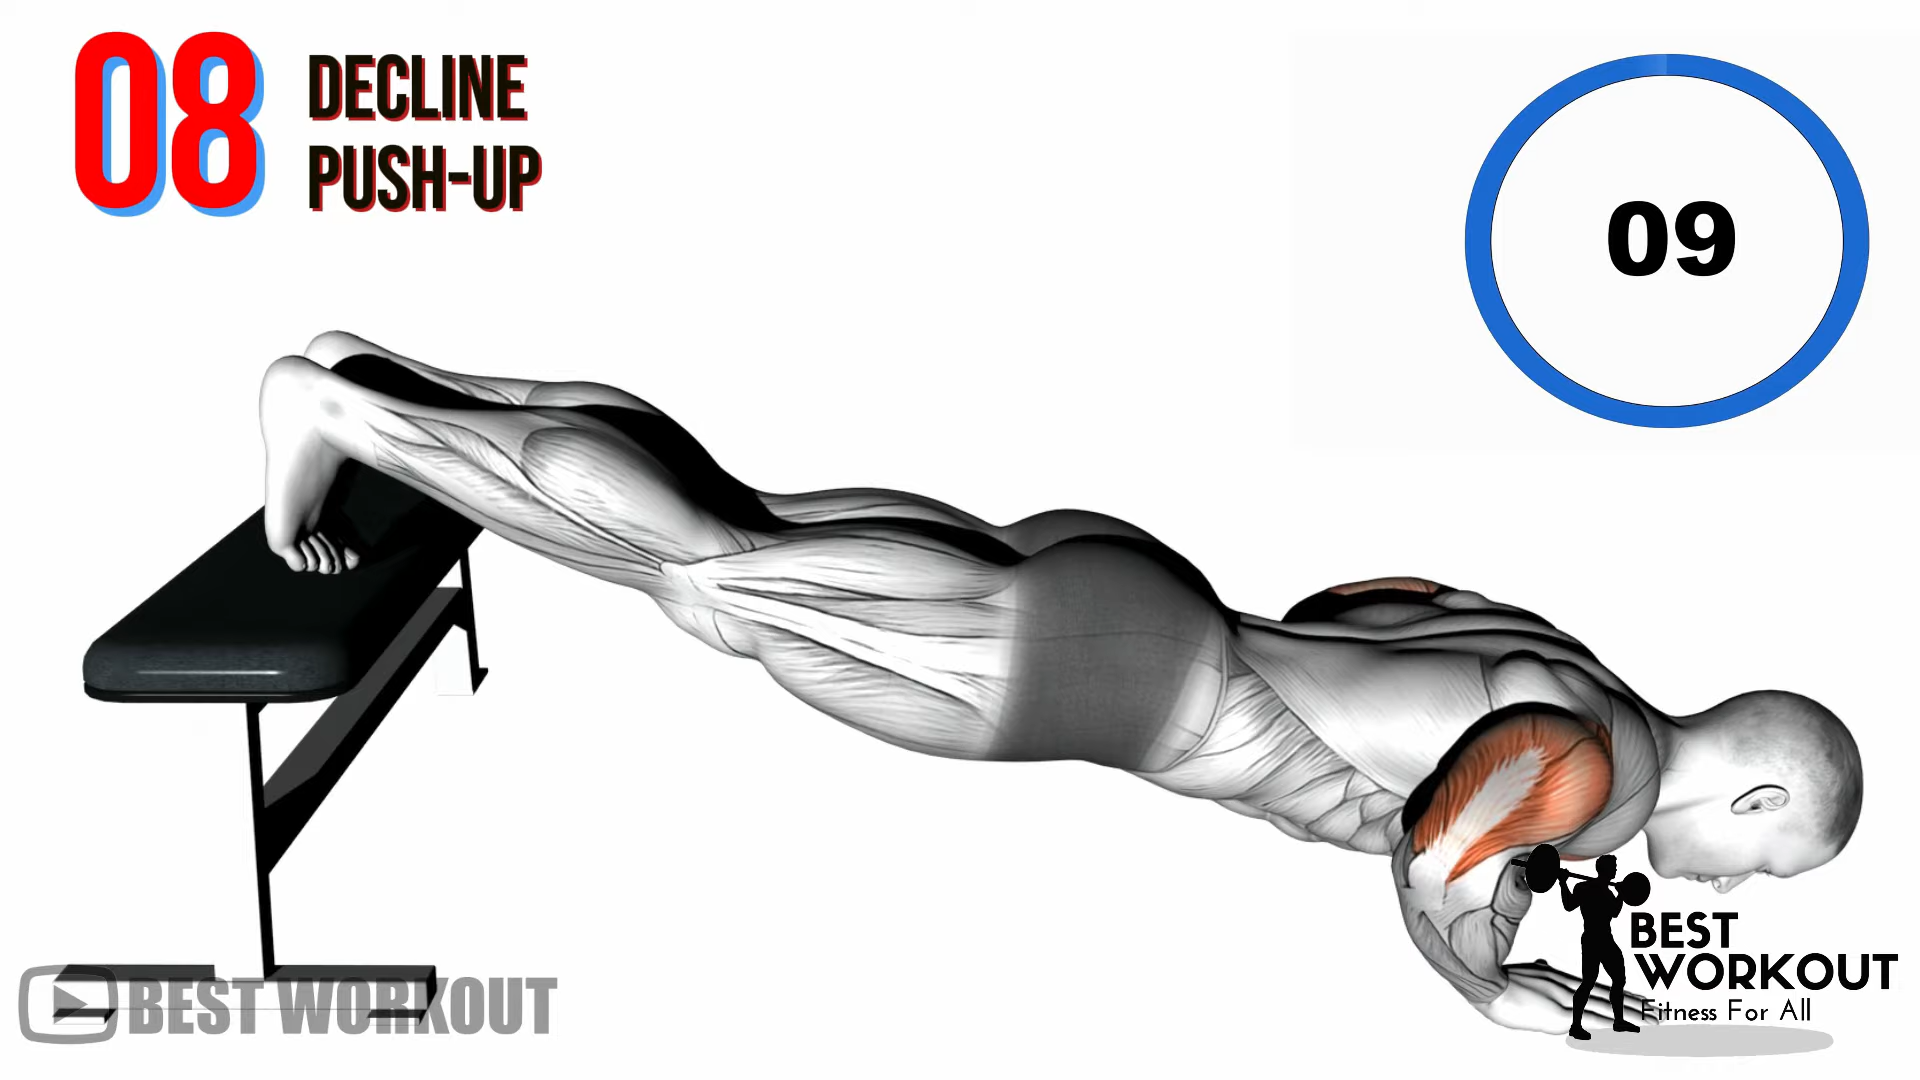 08
DECLINE
PUSH-UP
09
BEST WORKOUT
BEST
WORKOUT
Fitness For All